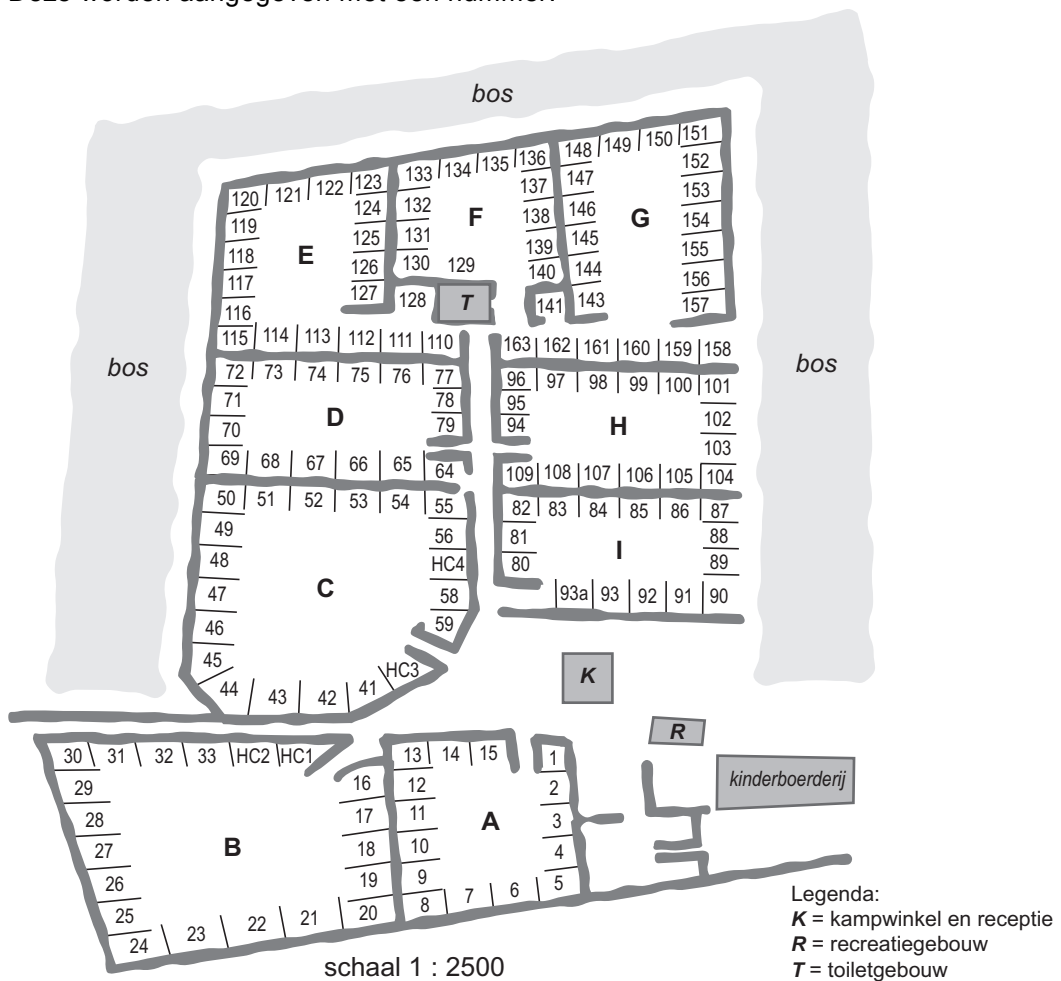 Deze worden aangegeven met een nummer.
bos
bos
bos
120 121 122 123
119
118
117
116
115 114 113 112 111 110
124
125
126
127
E
133 134 135 136
132
131
130 129
128
137
138
139
140
141
F
T
148 149 150 151
147
146
145
144
143
152
153
154
155
156
157
G
163 162 161 160 159 158
72 73 74 75 76 77
71
70
69 68 67 66 65 64
78
79
D
96 97 98 99 100 101
95
94
102
103
109 108 107 106 105 104
H
50 51 52 53 54 55
49
48
47
46
45
44 43 42 41 HC3
56
HC4
58
59
C
82 83 84 85 86 87
81
80
88
89
93a 93 92 91 90
I
K
R
kinderboerderij
30 31 32 33 HC2 HC1
29
28
27
26
25
24 23 22 21 20
16
17
18
19
B
13 14 15
12
11
10
9
8 7 6 5
1
2
3
4
A
schaal 1 : 2500
Legenda:
K = kampwinkel en receptie
R = recreatiegebouw
T = toiletgebouw